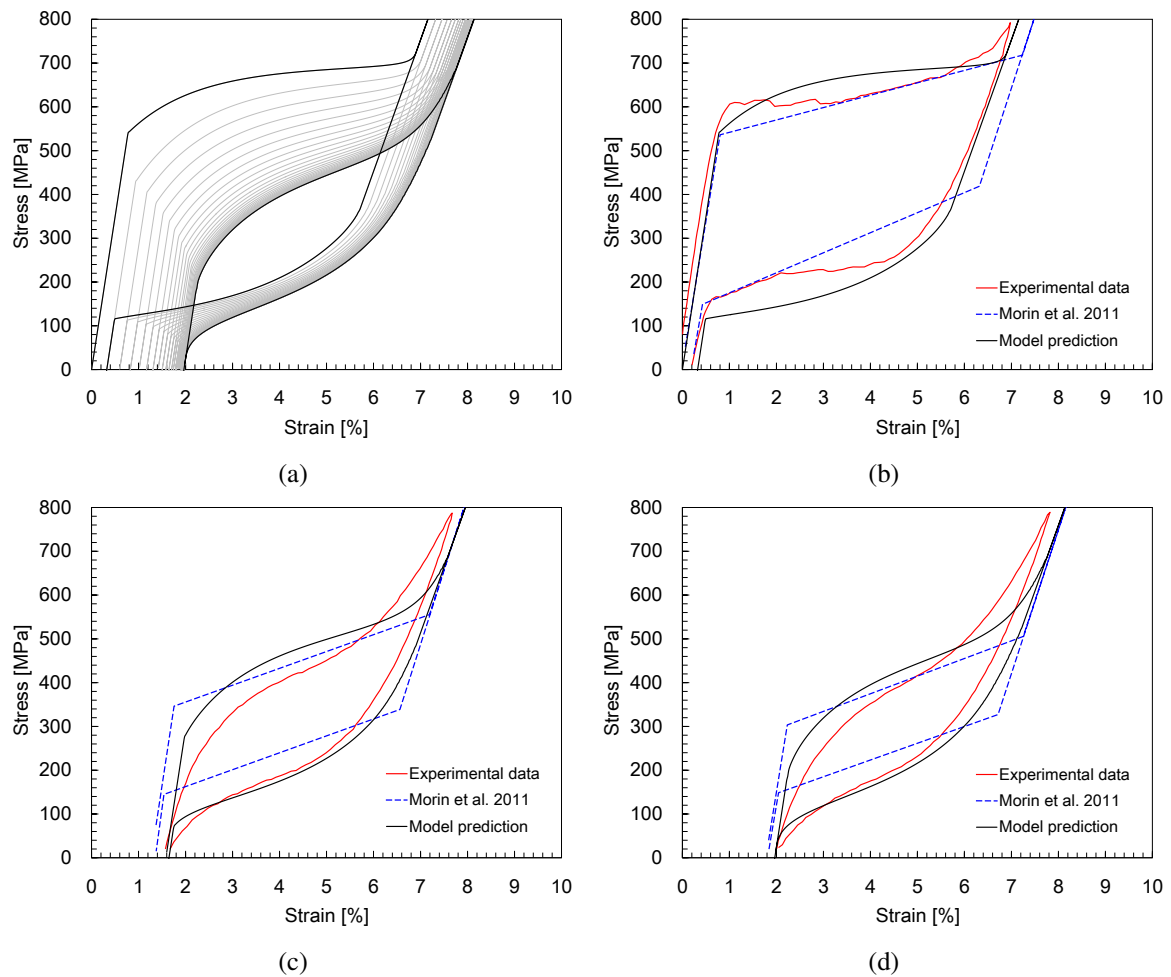 800
700
600
500
400
300
200
100
0
Stress [MPa]
0 1 2 3 4 5 6 7 8 9 10
Strain [%]
(a)
800
700
600
500
400
300
200
100
0
Stress [MPa]
Experimental data
Morin et al. 2011
Model prediction
0 1 2 3 4 5 6 7 8 9 10
Strain [%]
(b)
800
700
600
500
400
300
200
100
0
Stress [MPa]
Experimental data
Morin et al. 2011
Model prediction
0 1 2 3 4 5 6 7 8 9 10
Strain [%]
(c)
800
700
600
500
400
300
200
100
0
Stress [MPa]
Experimental data
Morin et al. 2011
Model prediction
0 1 2 3 4 5 6 7 8 9 10
Strain [%]
(d)